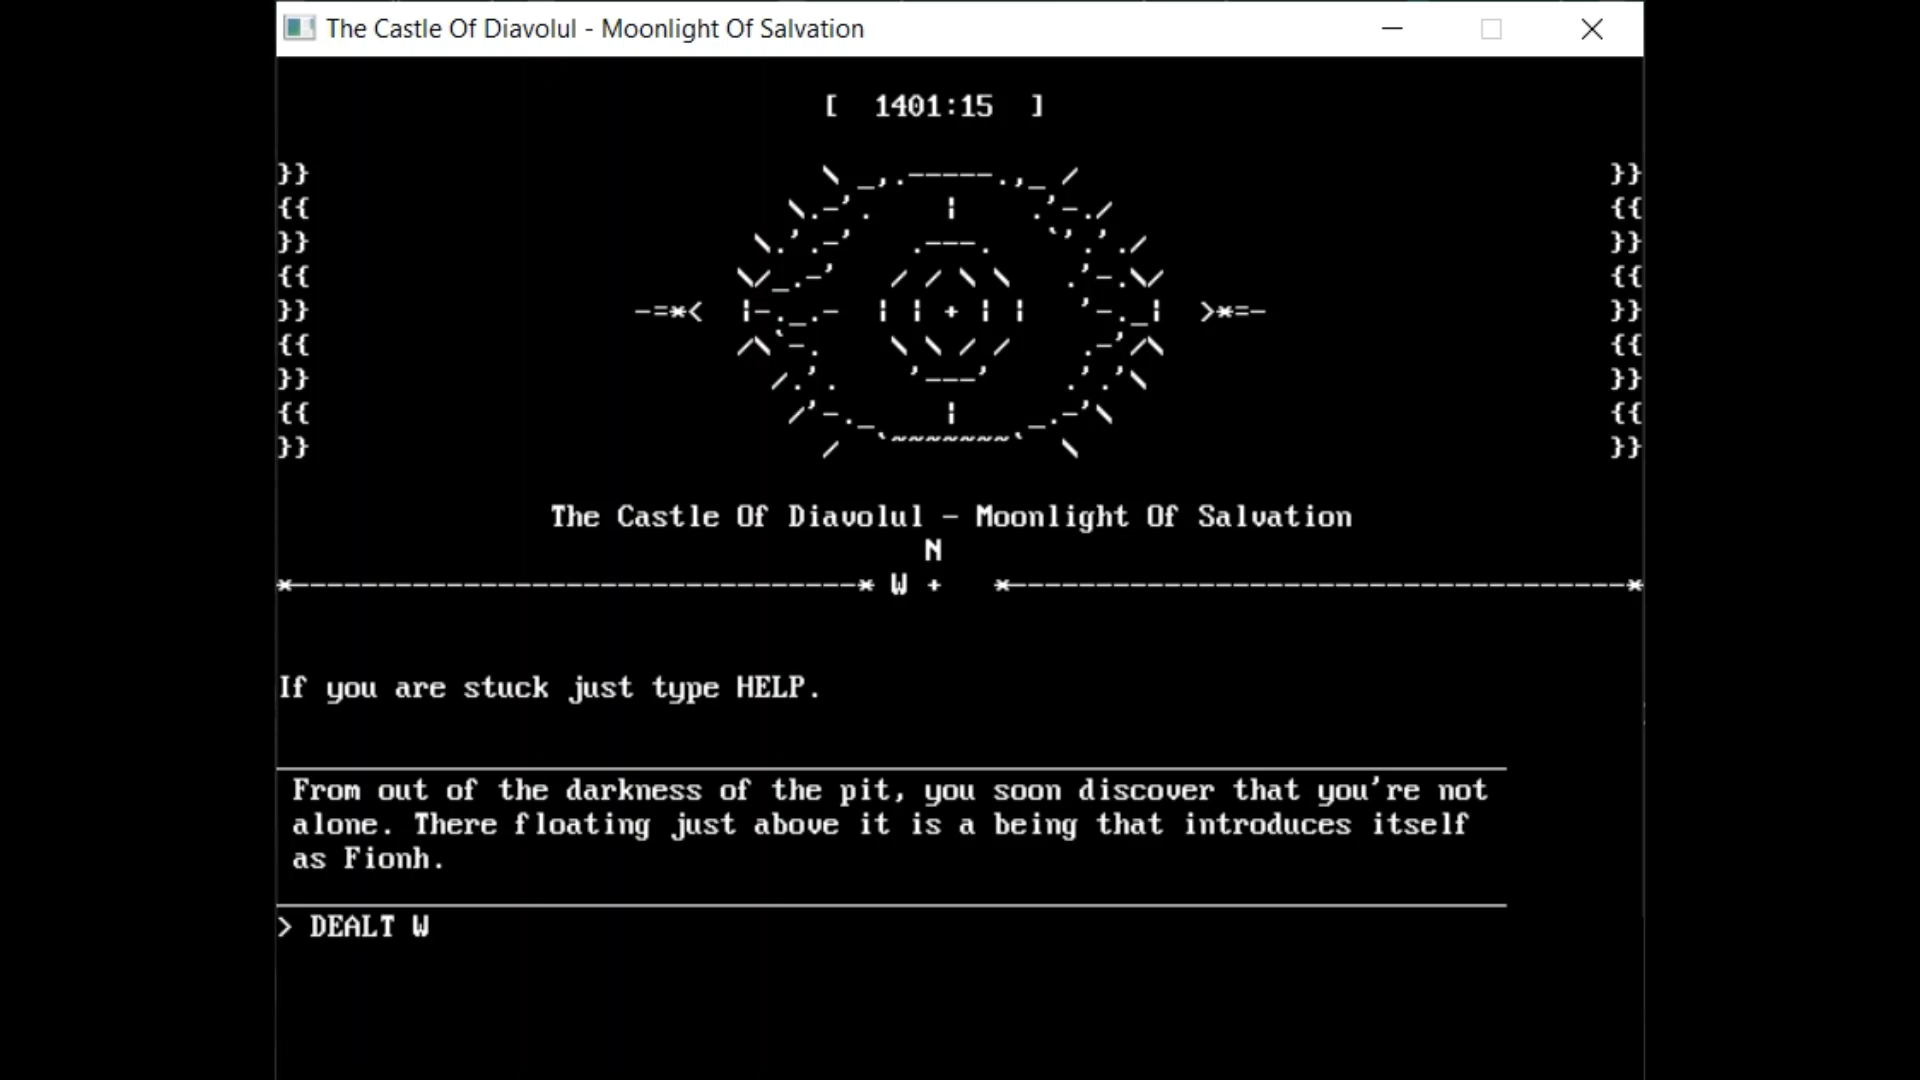 The Castle Of Diavolul - Moonlight Of Salvation
[ 1401:15 ]
The Castle Of Diavolul - Moonlight Of Salvation
N
W +
If you are stuck just type HELP.
From out of the darkness of the pit, you soon discover that you're not
alone. There floating just above it is a being that introduces itself
as Fionh.
> DEALT W